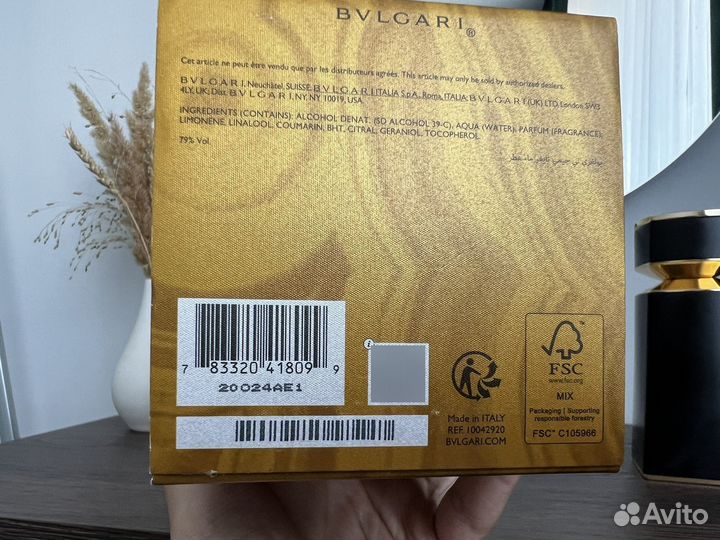 BVLGARI®
Cet article ne peut être vendu que par les distributeurs agréés. This article may only be sold by authorized dealers.
BVLGARI, Neuchâtel, SUISSE, BVLGARI ITALIA S.p.A., Roma, ITALIA, BVLGARI (UK) LTD, London, SW3
4LY, UK; Dist. BVLGARI, NY, NY, 10019, USA
INGREDIENTS (CONTAINS): ALCOHOL DENAT. (SD ALCOHOL 39-C), AQUA (WATER), PARFUM (FRAGRANCE),
LIMONENE, LINALOOL, COUMARIN, BHT, CITRAL, GERANIOL, TOCOPHEROL.
79% Vol.
7 83320 41809 9
20024AE1
i
Made in ITALY
REF. 10042920
BVLGARI.COM
FSC
www.fsc.org
MIX
Packaging | Supporting
responsible forestry
FSC™ C105966
Avito